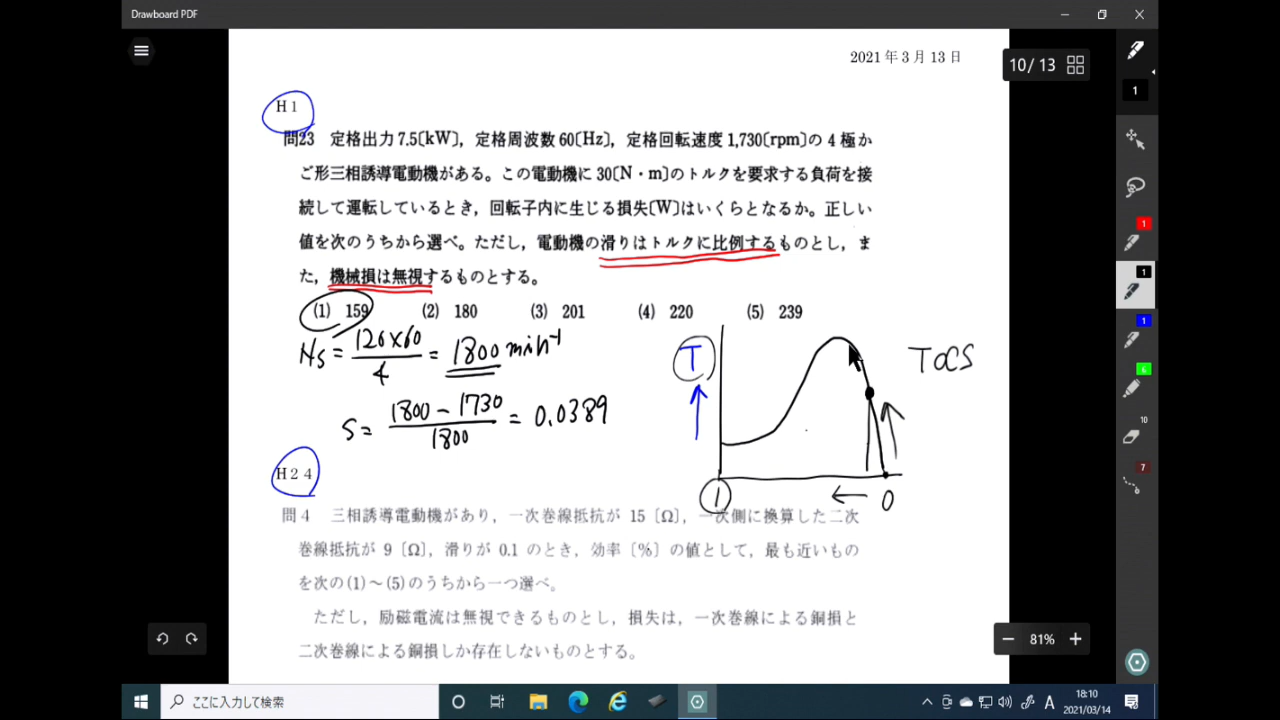 Drawboard PDF
2021年3月13日
10/13
H1
問23 定格出力7.5〔kW〕，定格周波数60〔Hz〕，定格回転速度1,730〔rpm〕の4極か
ご形三相誘導電動機がある。この電動機に30〔N・m〕のトルクを要求する負荷を接
続して運転しているとき，回転子内に生じる損失〔W〕はいくらとなるか。正しい
値を次のうちから選べ。ただし，電動機の滑りはトルクに比例するものとし，ま
た，機械損は無視するものとする。
(1) 159 (2) 180 (3) 201 (4) 220 (5) 239
Ns = 120×60 / 4 = 1800 min-1
S = 1800 − 1730 / 1800 = 0.0389
T
T∝S
1
←
0
H24
問4 三相誘導電動機があり，一次巻線抵抗が 15〔Ω〕，一次側に換算した二次
巻線抵抗が 9〔Ω〕，滑りが 0.1 のとき，効率〔%〕の値として，最も近いもの
を次の(1)～(5)のうちから一つ選べ。
ただし，励磁電流は無視できるものとし，損失は，一次巻線による銅損と
二次巻線による銅損しか存在しないものとする。
1
1
1
1
6
10
7
81%
ここに入力して検索
A
18:10
2021/03/14